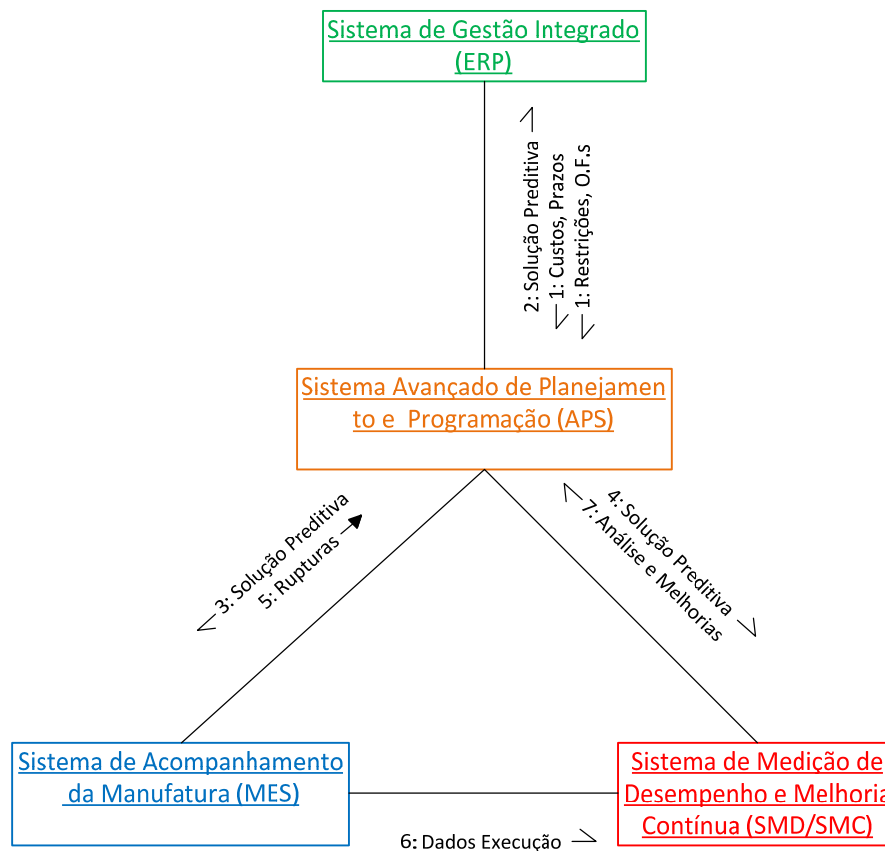 Sistema de Gestão Integrado
(ERP)
2: Solução Preditiva
1: Custos, Prazos
1: Restrições, O.F.s
Sistema Avançado de Planejamen
to e Programação (APS)
3: Solução Preditiva
5: Rupturas
4: Solução Preditiva
7: Análise e Melhorias
Sistema de Acompanhamento
da Manufatura (MES)
Sistema de Medição de
Desempenho e Melhoria
Contínua (SMD/SMC)
6: Dados Execução